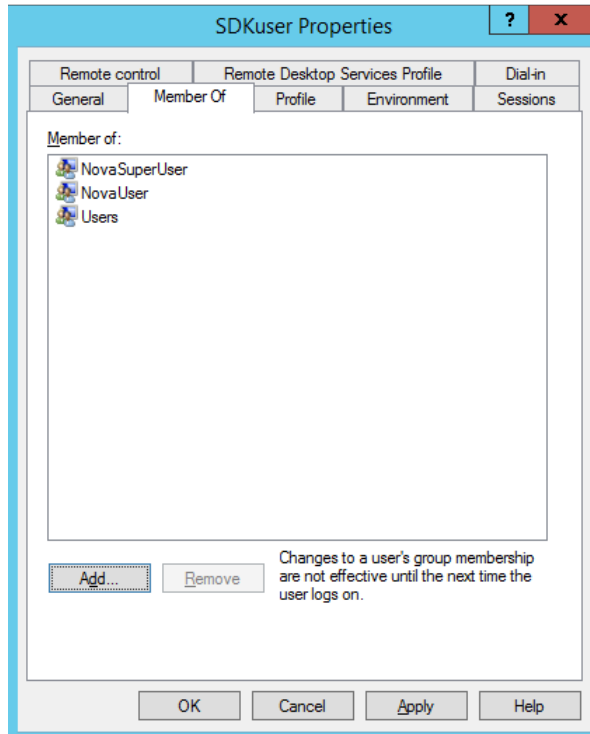 SDKuser Properties
?
x
Remote control
Remote Desktop Services Profile
Dial-in
General
Member Of
Profile
Environment
Sessions
Member of:
NovaSuperUser
NovaUser
Users
Add...
Remove
Changes to a user's group membership
are not effective until the next time the
user logs on.
OK
Cancel
Apply
Help